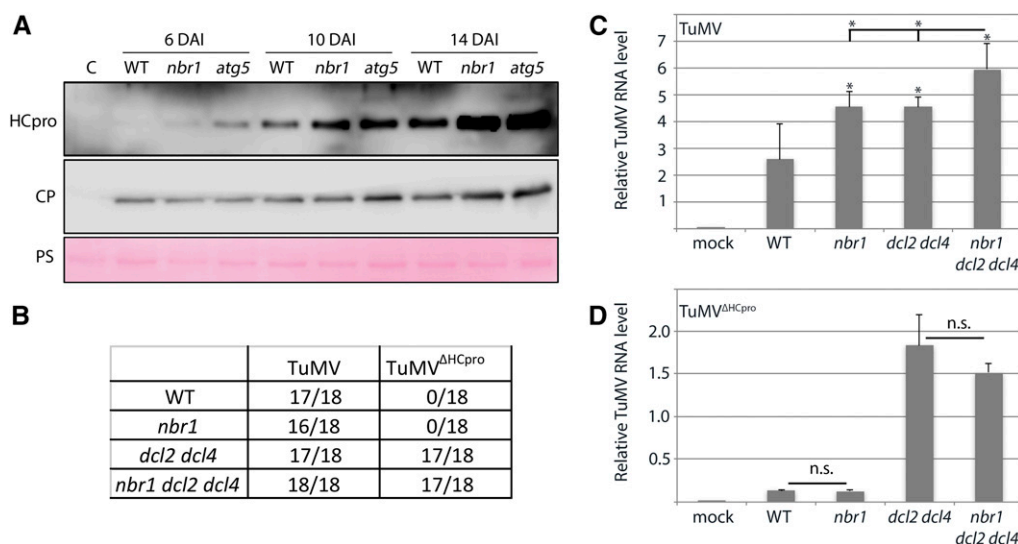 A
6 DAI 10 DAI 14 DAI
C WT nbr1 atg5 WT nbr1 atg5 WT nbr1 atg5
HCpro
CP
PS
B
TuMV TuMVΔHCpro
WT 17/18 0/18
nbr1 16/18 0/18
dcl2 dcl4 17/18 17/18
nbr1 dcl2 dcl4 18/18 17/18
C
TuMV
Relative TuMV RNA level
7
6
5
4
3
2
1
* * *
* *
mock WT nbr1 dcl2 dcl4 nbr1
dcl2 dcl4
D
TuMVΔHCpro
Relative TuMV RNA level
2.0
1.5
1.0
0.5
n.s.
n.s.
mock WT nbr1 dcl2 dcl4 nbr1
dcl2 dcl4